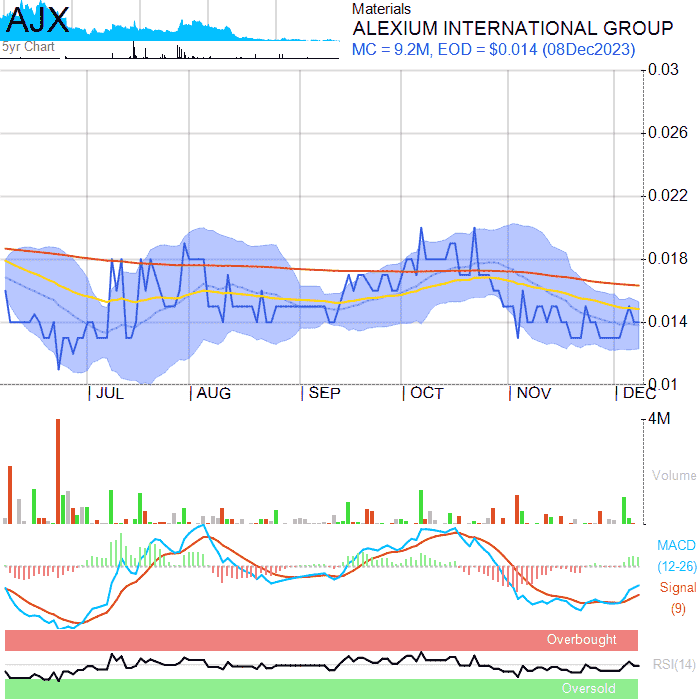 AJX
5yr Chart
Materials
ALEXIUM INTERNATIONAL GROUP
MC = 9.2M, EOD = $0.014 (08Dec2023)
0.03
0.026
0.022
0.018
0.014
0.01
JUL AUG SEP OCT NOV DEC
4M
Volume
MACD
(12-26)
Signal
(9)
Overbought
RSI(14)
Oversold